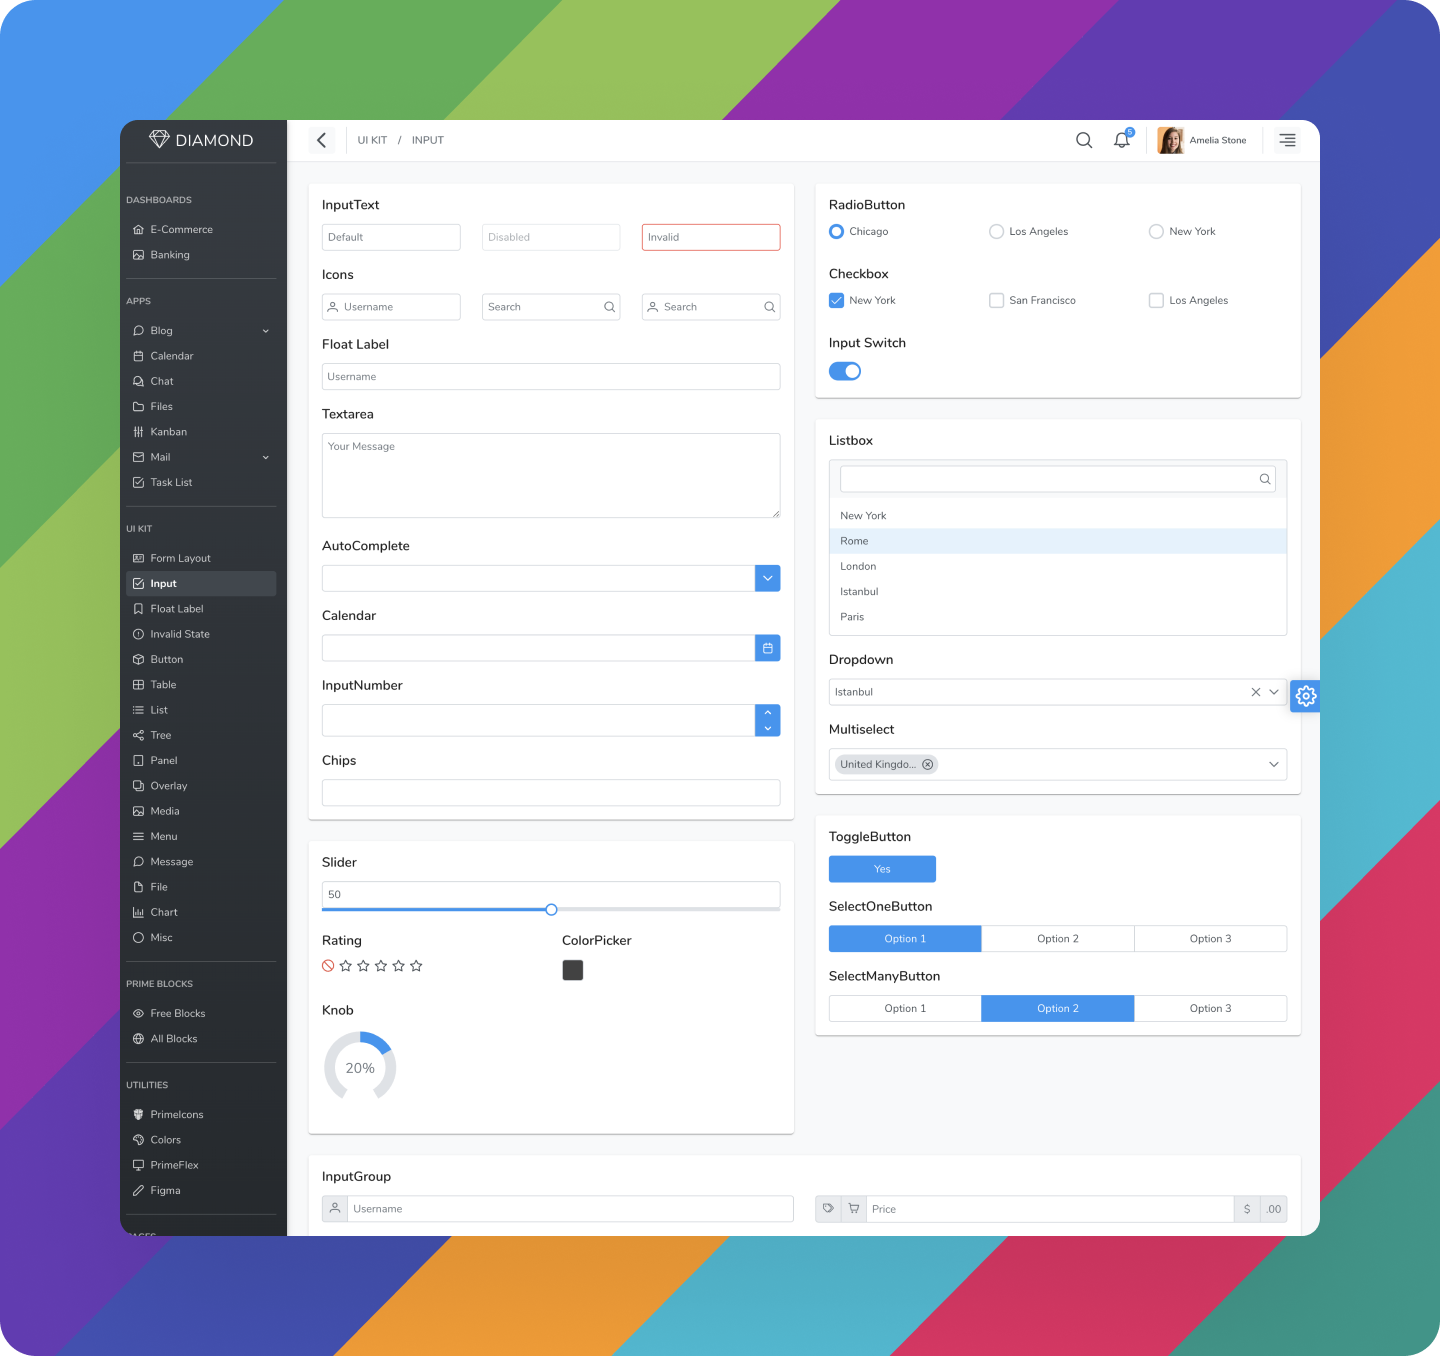 DIAMOND
DASHBOARDS
E-Commerce
Banking
APPS
Blog
Calendar
Chat
Files
Kanban
Mail
Task List
UI KIT
Form Layout
Input
Float Label
Invalid State
Button
Table
List
Tree
Panel
Overlay
Media
Menu
Message
File
Chart
Misc
PRIME BLOCKS
Free Blocks
All Blocks
UTILITIES
PrimeIcons
Colors
PrimeFlex
Figma
UI KIT / INPUT
5
Amelia Stone
InputText
Default Disabled Invalid
Icons
Username Search Search
Float Label
Username
Textarea
Your Message
AutoComplete
Calendar
InputNumber
Chips
Slider
50
Rating ColorPicker
Knob
20%
RadioButton
Chicago Los Angeles New York
Checkbox
New York San Francisco Los Angeles
Input Switch
Listbox
New York
Rome
London
Istanbul
Paris
Dropdown
Istanbul
Multiselect
United Kingdo...
ToggleButton
Yes
SelectOneButton
Option 1 Option 2 Option 3
SelectManyButton
Option 1 Option 2 Option 3
InputGroup
Username Price $ .00